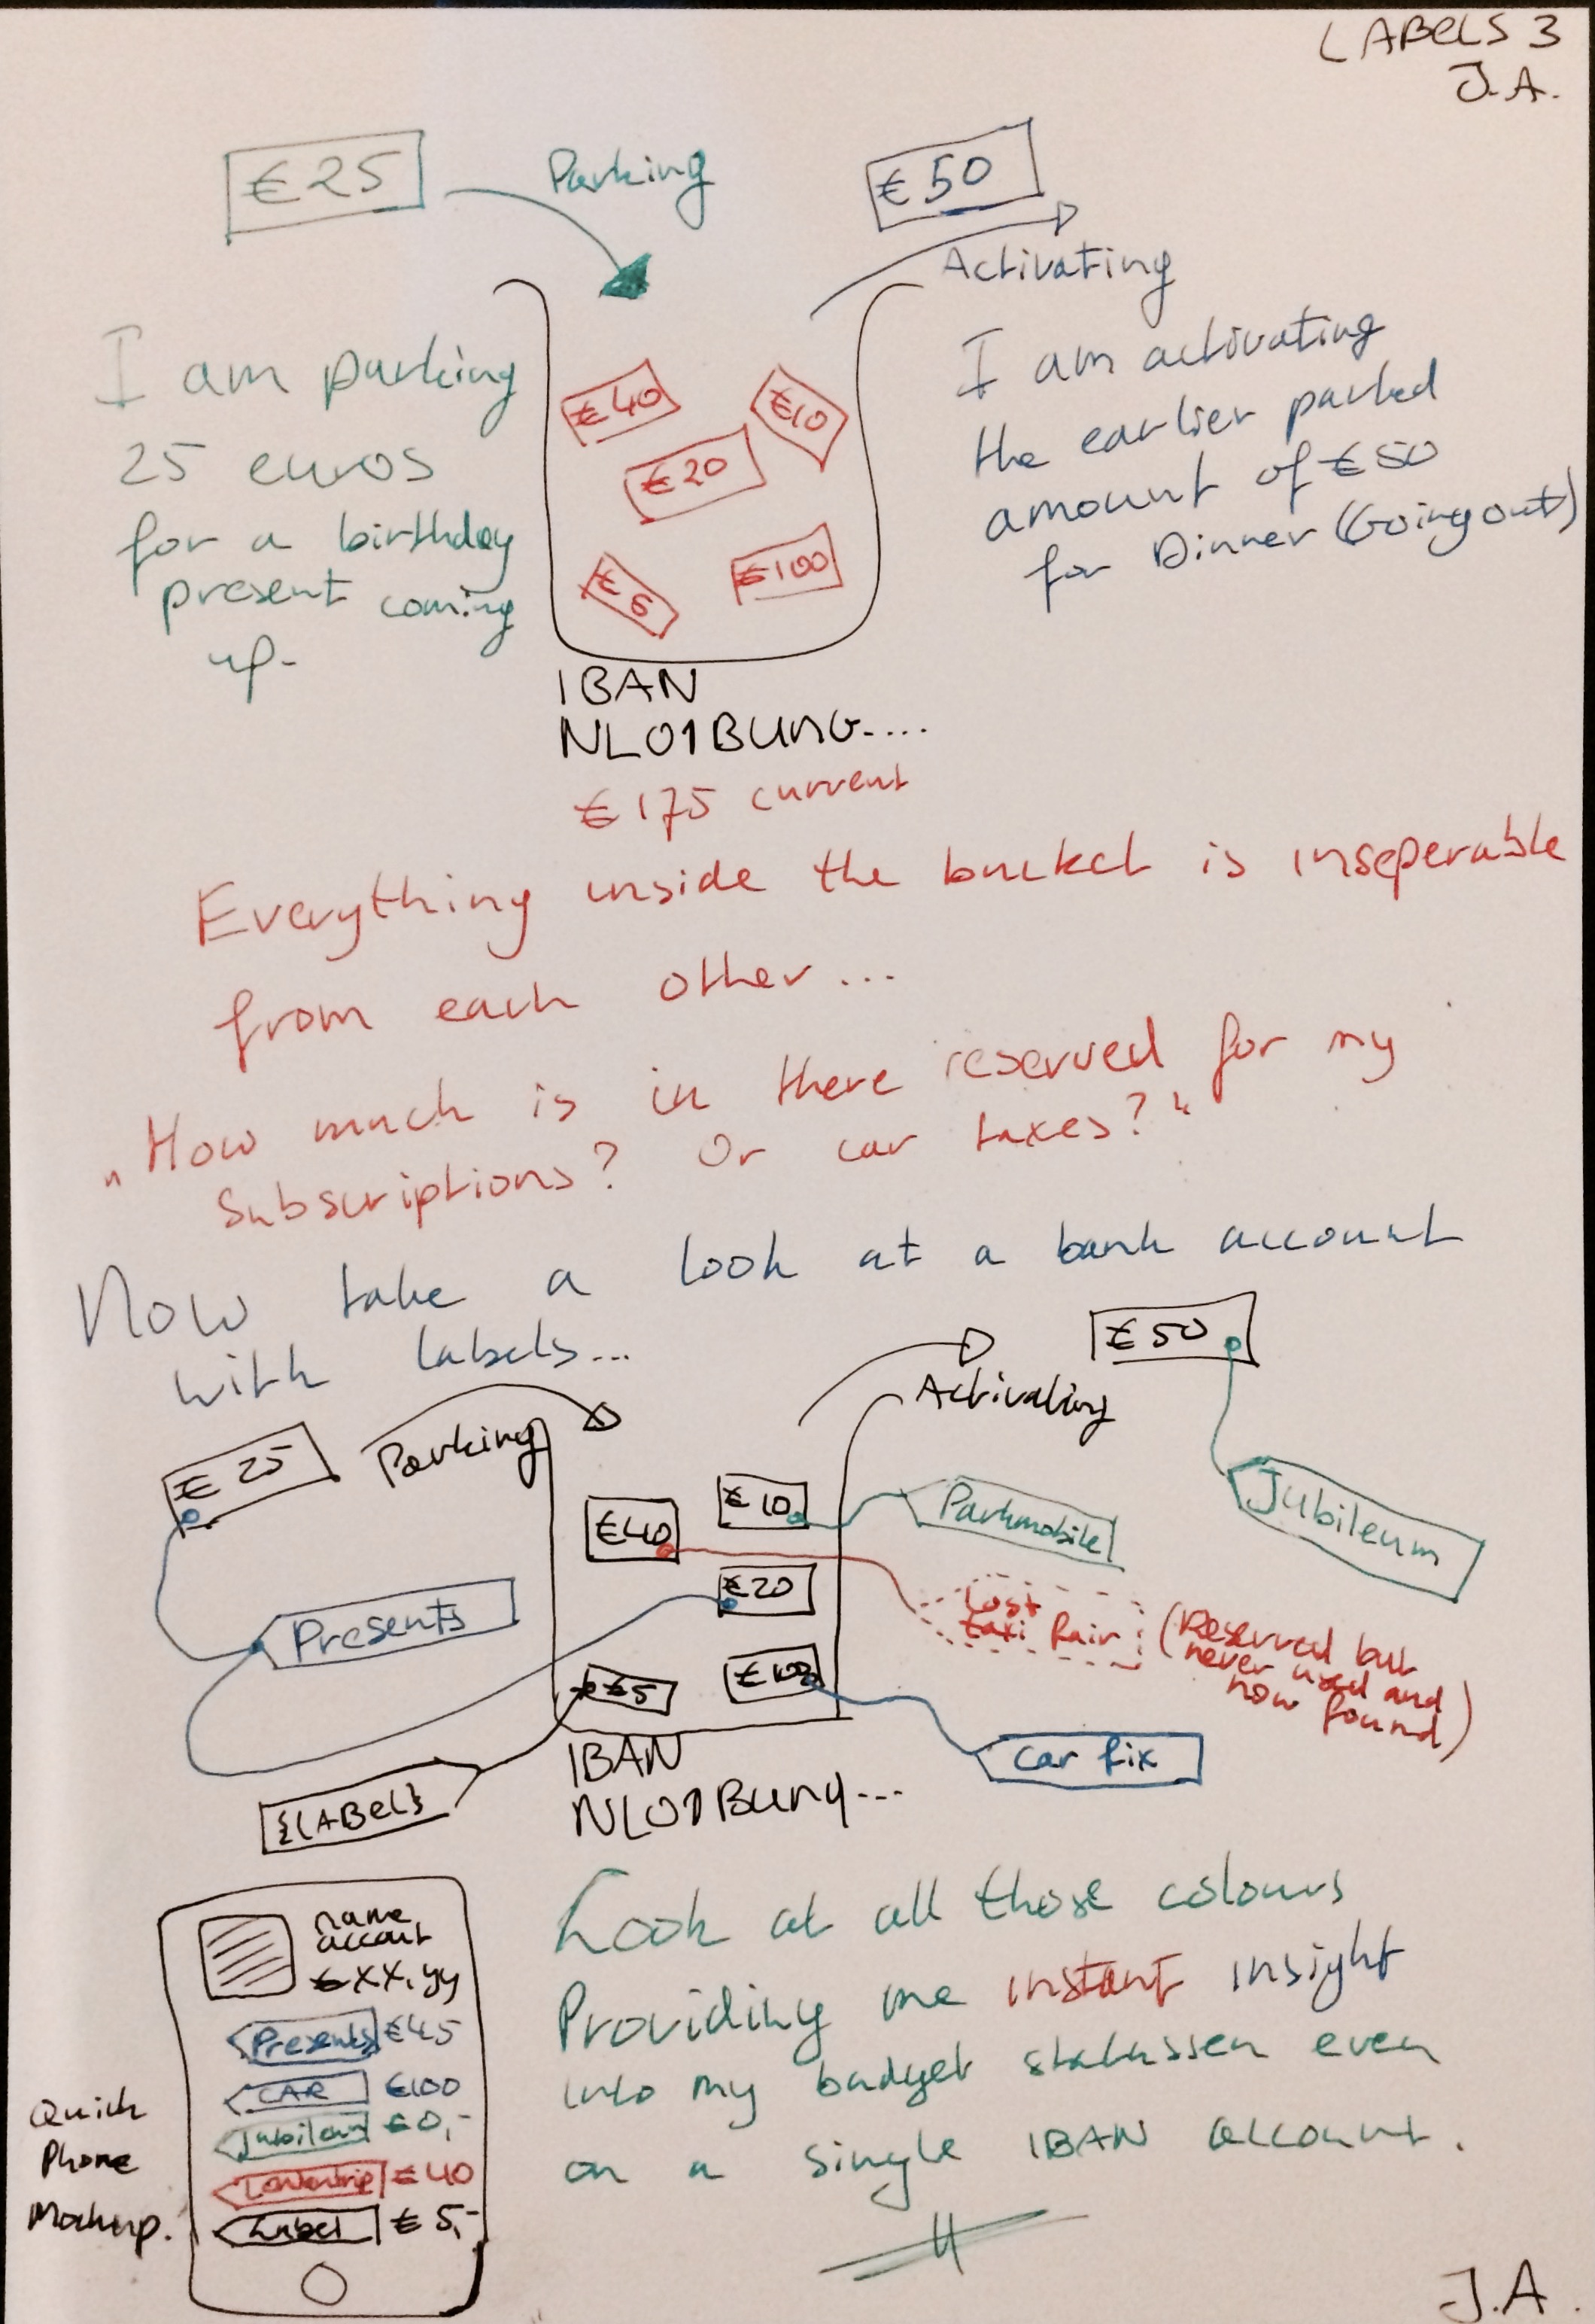 LABELS 3
J.A.
€25
Parking
€50
Activating
I am parking
25 euros
for a birthday
present coming
up.
€40
€10
€20
€100
I am activating
the earlier parked
amount of €50
for Dinner (Going out)
IBAN
NL01BUNG....
€175 current
Everything inside the bucket is inseperable
from each other...
"How much is in there reserved for my
Subscriptions? Or car taxes?"
Now take a look at a bank account
with labels...
€50
Activating
€25
Parking
€10
€40
Parkmobile
Jubileum
€20
Lost
taxi
(Reserved but
never used and
now found)
Presents
€5
€100
car fix
IBAN
NL01Bunq...
{LABEL}
name
account
€xx,yy
Presents €45
CAR €100
Jubileum €0,-
€40
Label €5,-
Quick
Phone
Mockup.
Look at all those colours
Providing me instant insight
into my budget statussen even
on a single IBAN account.
J.A.